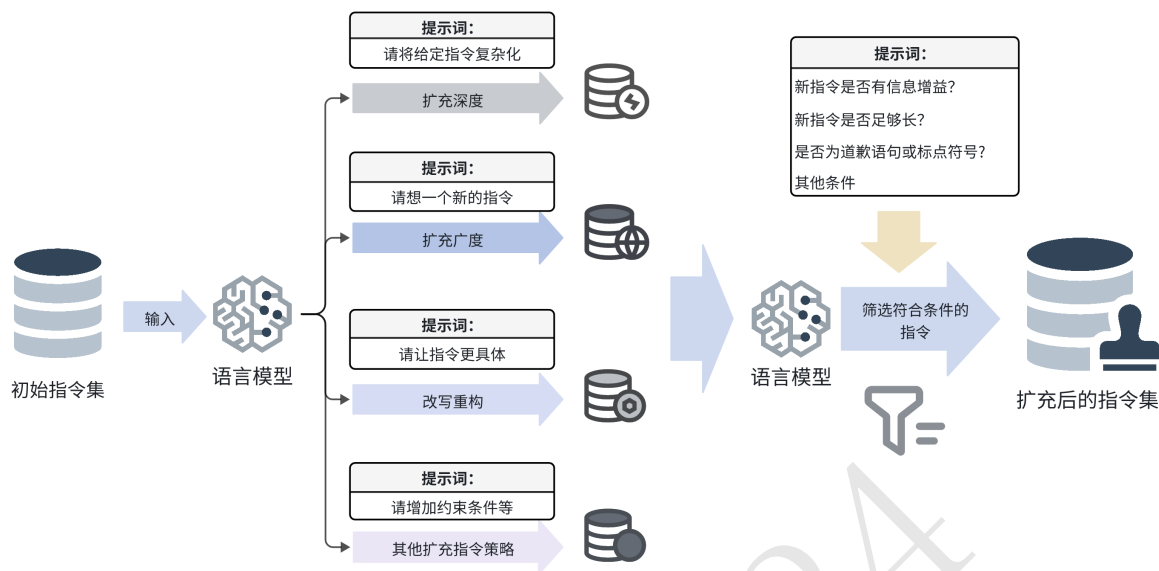 提示词：
请将给定指令复杂化
扩充深度
提示词：
请想一个新的指令
扩充广度
初始指令集
输入
语言模型
提示词：
请让指令更具体
改写重构
提示词：
请增加约束条件等
其他扩充指令策略
提示词：
新指令是否有信息增益？
新指令是否足够长？
是否为道歉语句或标点符号？
其他条件
语言模型
筛选符合条件的
指令
扩充后的指令集
24